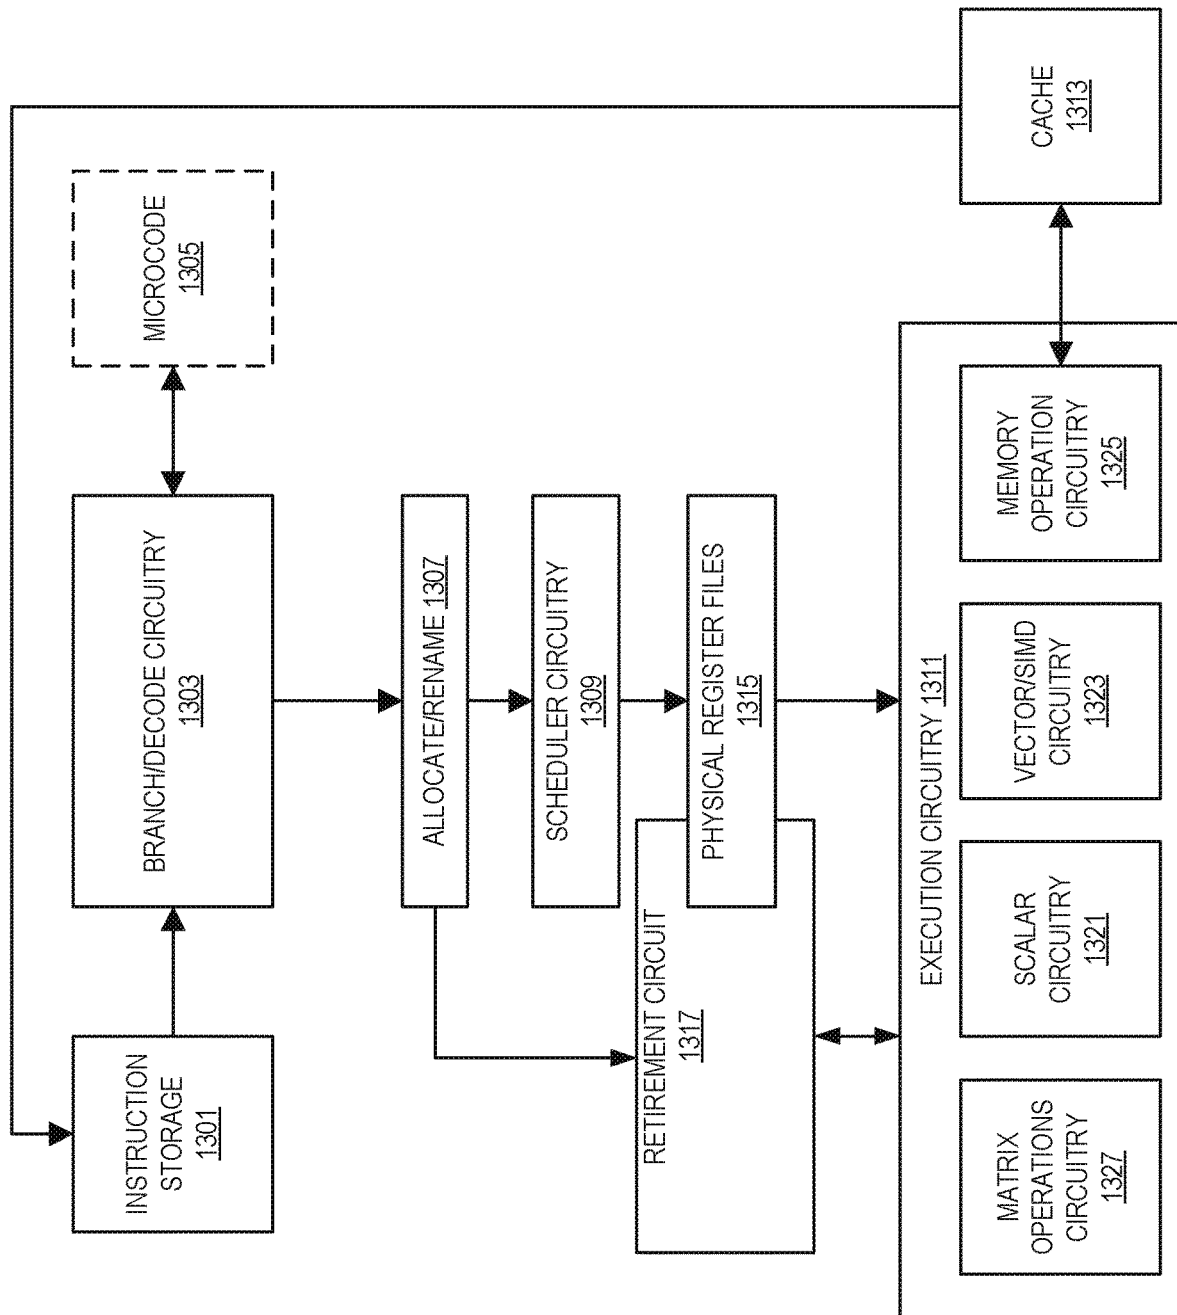 INSTRUCTION
STORAGE
1301
BRANCH/DECODE CIRCUITRY
1303
MICROCODE
1305
ALLOCATE/RENAME 1307
SCHEDULER CIRCUITRY
1309
RETIREMENT CIRCUIT
1317
PHYSICAL REGISTER FILES
1315
EXECUTION CIRCUITRY 1311
MATRIX
OPERATIONS
CIRCUITRY
1327
SCALAR
CIRCUITRY
1321
VECTOR/SIMD
CIRCUITRY
1323
MEMORY
OPERATION
CIRCUITRY
1325
CACHE
1313